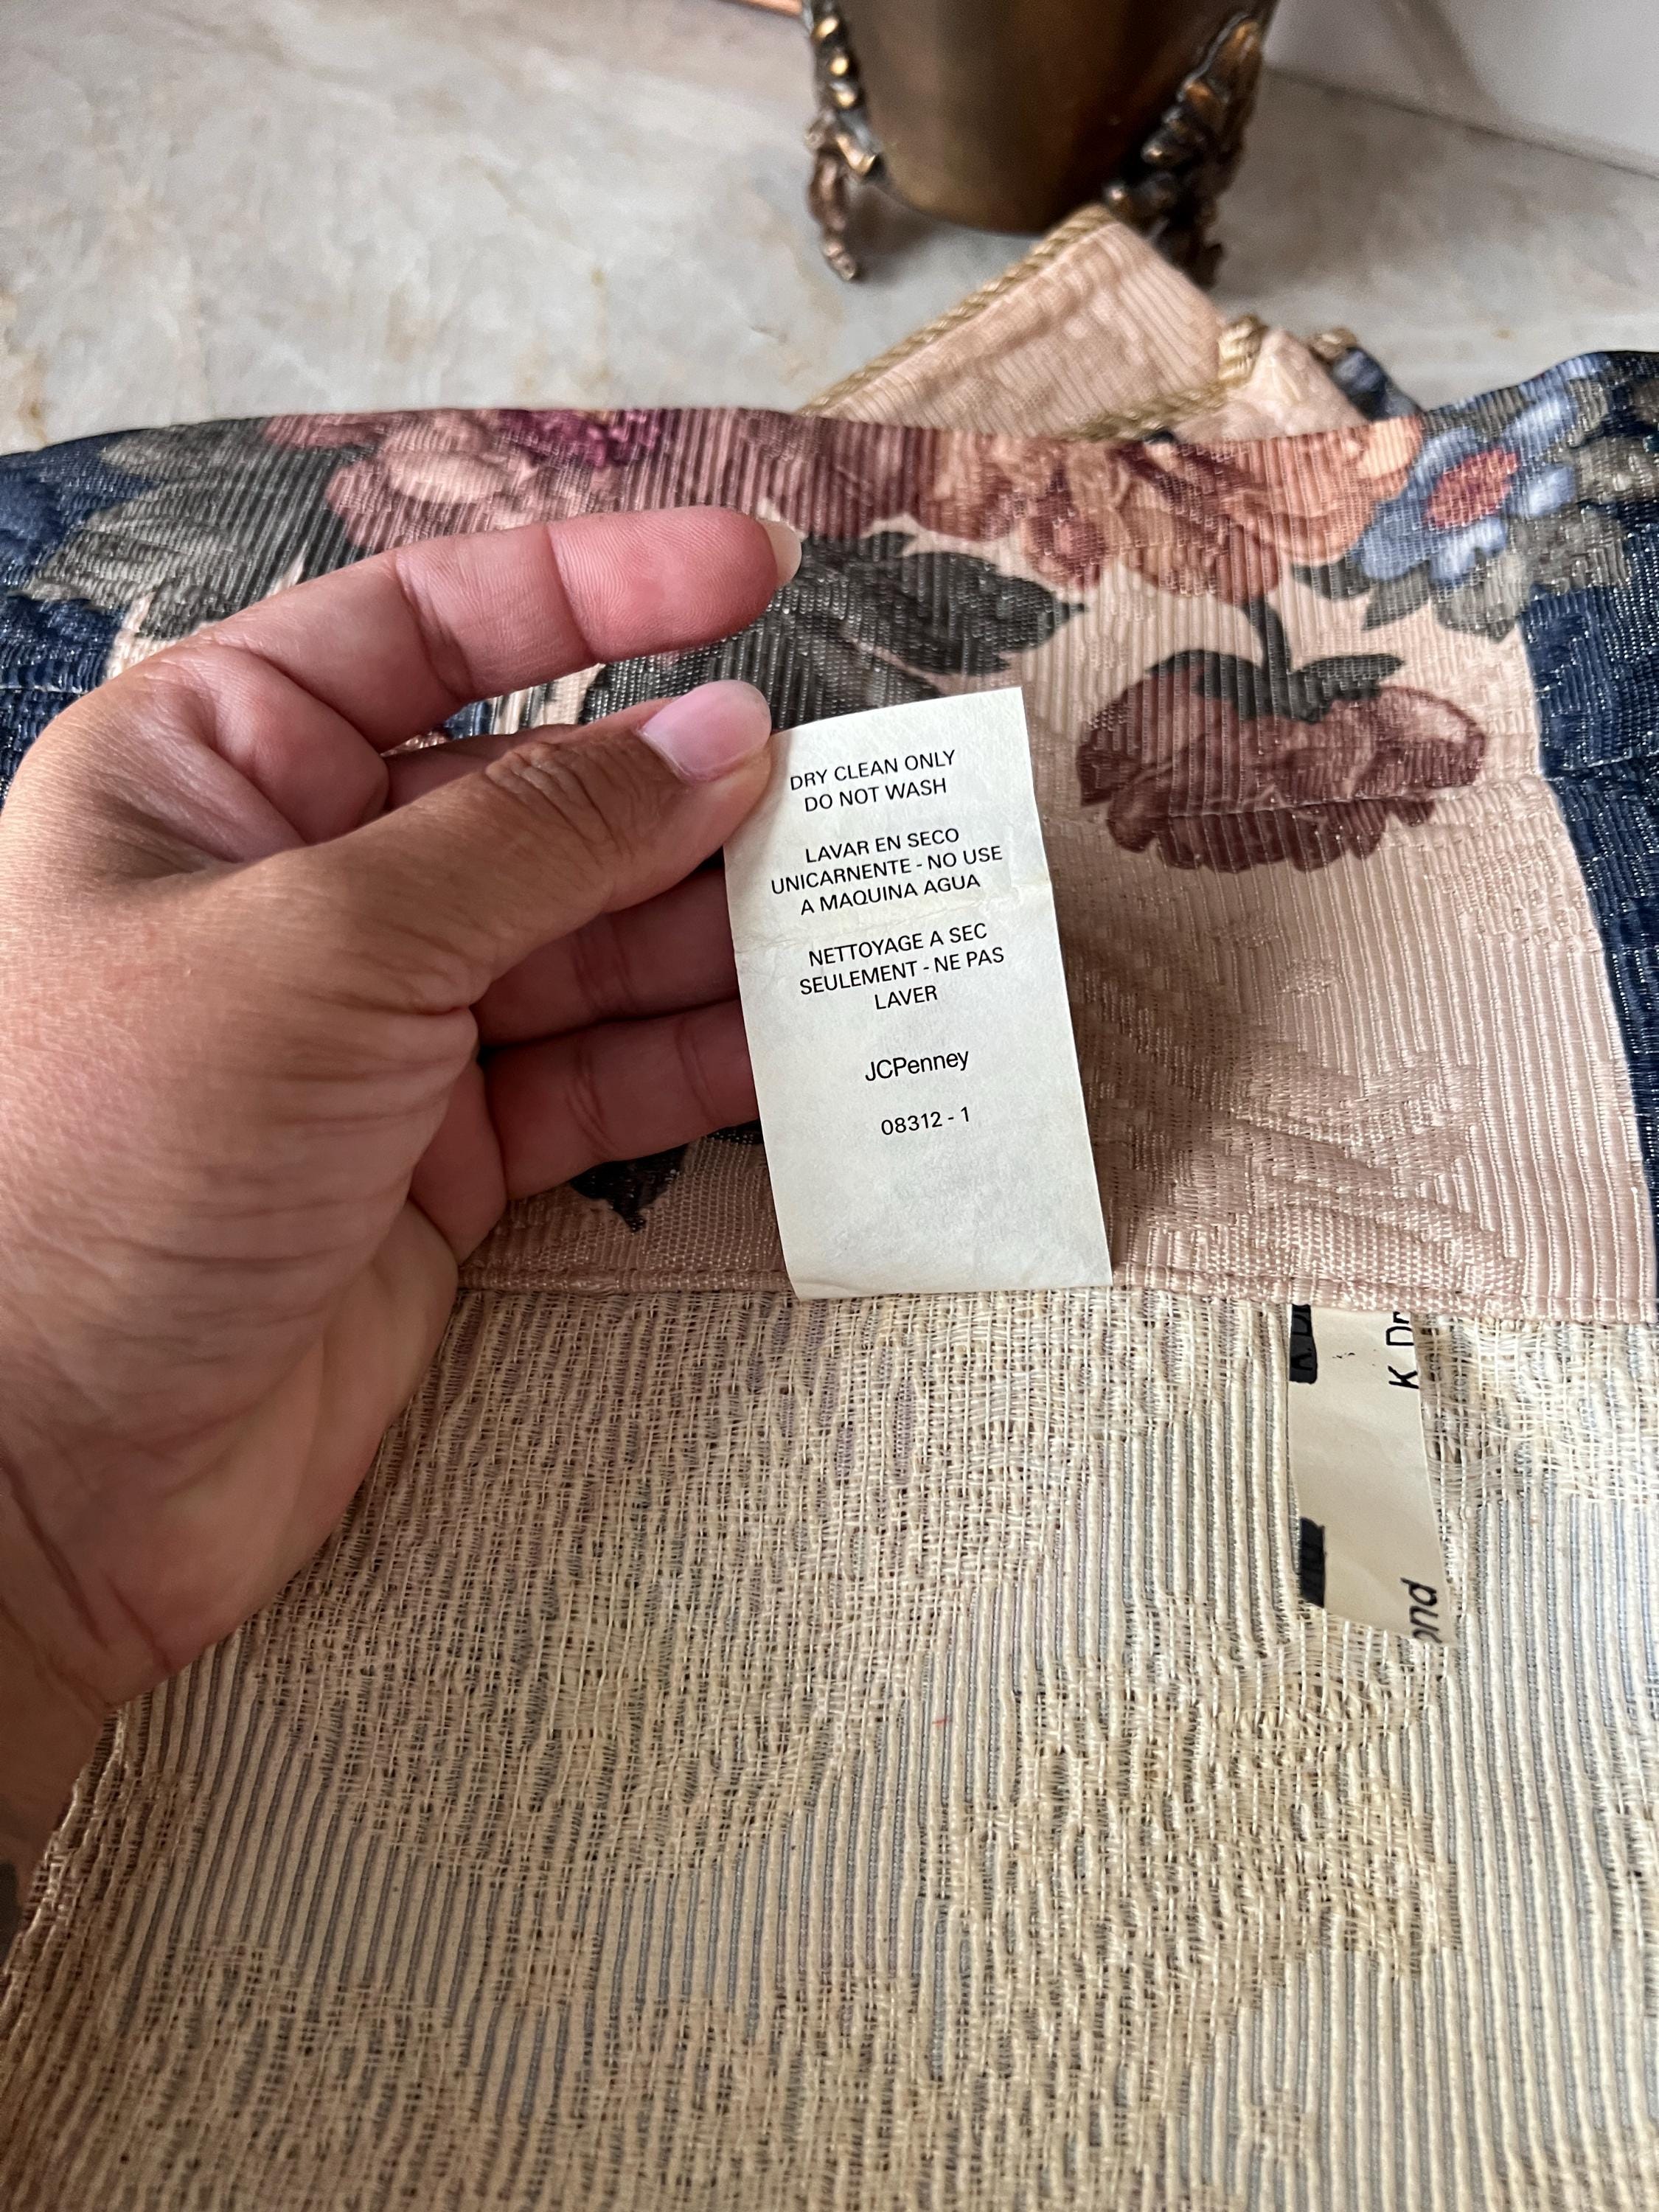 DRY CLEAN ONLY
DO NOT WASH
LAVAR EN SECO
UNICARNENTE - NO USE
A MAQUINA AGUA
NETTOYAGE A SEC
SEULEMENT - NE PAS
LAVER
JCPenney
08312 - 1